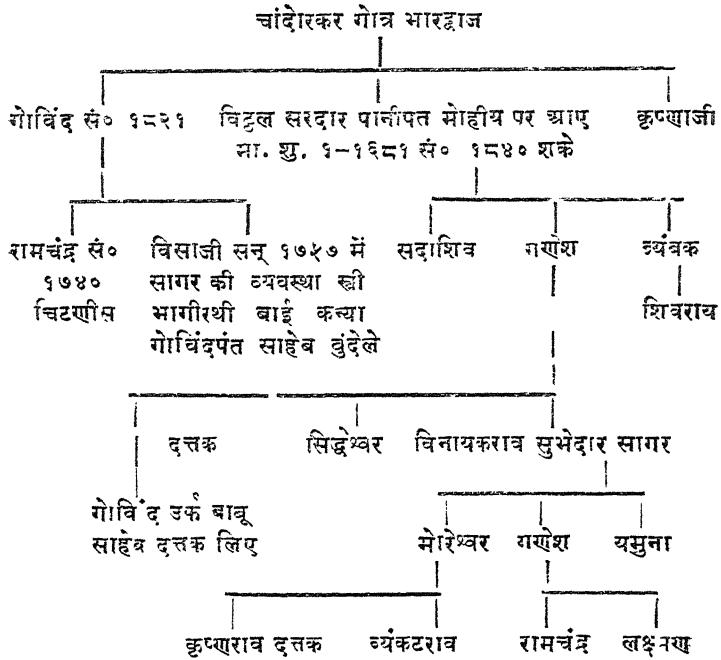 चांदोरकर गोत्र भारद्वाज
गोविंद सं० १८२१ विट्ठल सरदार पानीपत मोहीय पर आए कृष्णाजी
मा. शु. १-१६८१ सं० १८४० शके
रामचंद्र सं० विसाजी सन् १७५७ में सदाशिव गणेश त्र्यंबक
१७४० सागर की व्यवस्था स्त्री
चिटणीस भागीरथी बाई कन्या शिवराय
गोविंदपंत साहेब बुंदेले
दत्तक सिद्धेश्वर विनायकराव सुभेदार सागर
गोविंद उर्फ बाबू
साहेब दत्तक लिए मोरेश्वर गणेश यमुना
कृष्णराव दत्तक व्यंकटराव रामचंद्र लक्ष्मण